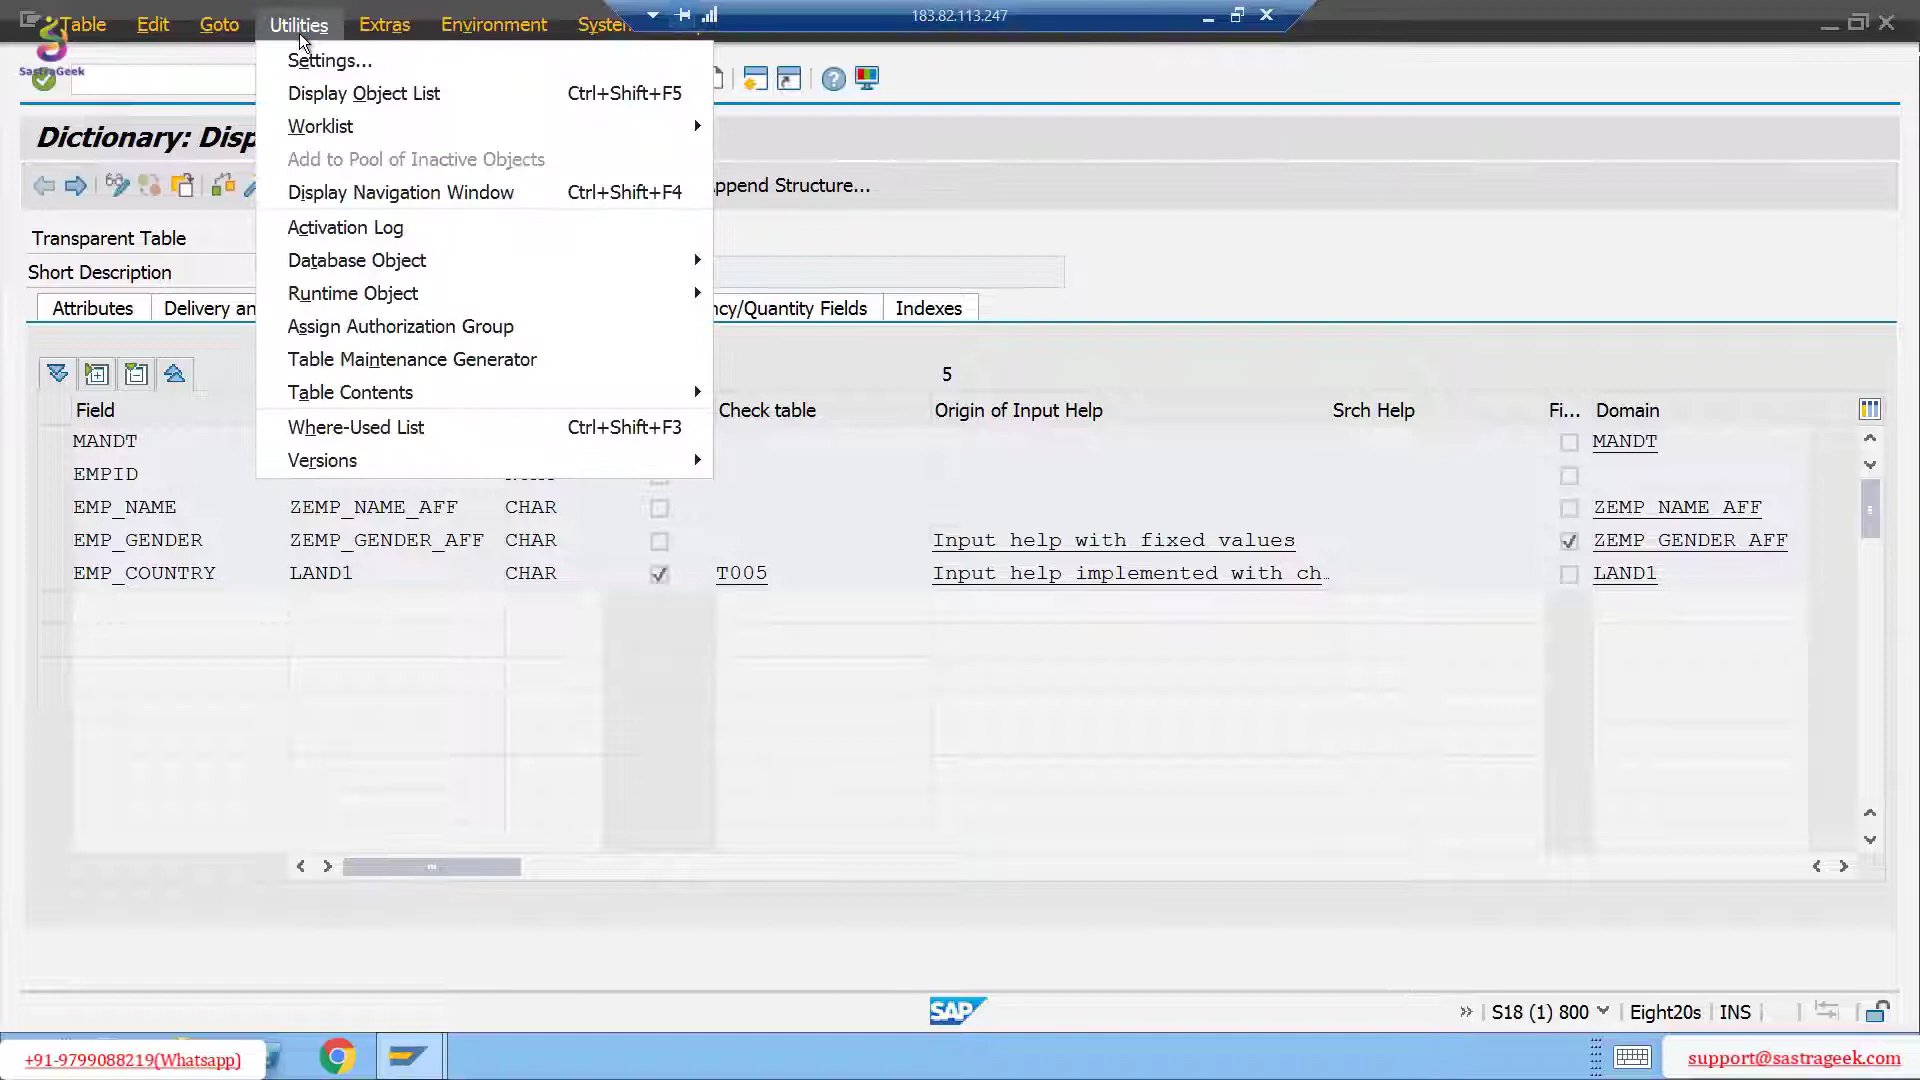 Table Edit Goto Utilities Extras Environment
183.82.113.247
SastraGeek
Settings...
Display Object List Ctrl+Shift+F5
Worklist
Add to Pool of Inactive Objects
Display Navigation Window Ctrl+Shift+F4
Activation Log
Database Object
Runtime Object
Assign Authorization Group
Table Maintenance Generator
Table Contents
Where-Used List Ctrl+Shift+F3
Versions
Dictionary: Disp
ppend Structure...
Transparent Table
Short Description
Attributes Delivery an ncy/Quantity Fields Indexes
5
Field Check table Origin of Input Help Srch Help Fi... Domain
MANDT MANDT
EMPID
EMP_NAME ZEMP_NAME_AFF CHAR ZEMP_NAME_AFF
EMP_GENDER ZEMP_GENDER_AFF CHAR Input help with fixed values ZEMP_GENDER_AFF
EMP_COUNTRY LAND1 CHAR T005 Input help implemented with ch… LAND1
SAP
S18 (1) 800 Eight20s INS
+91-9799088219(Whatsapp)
support@sastrageek.com